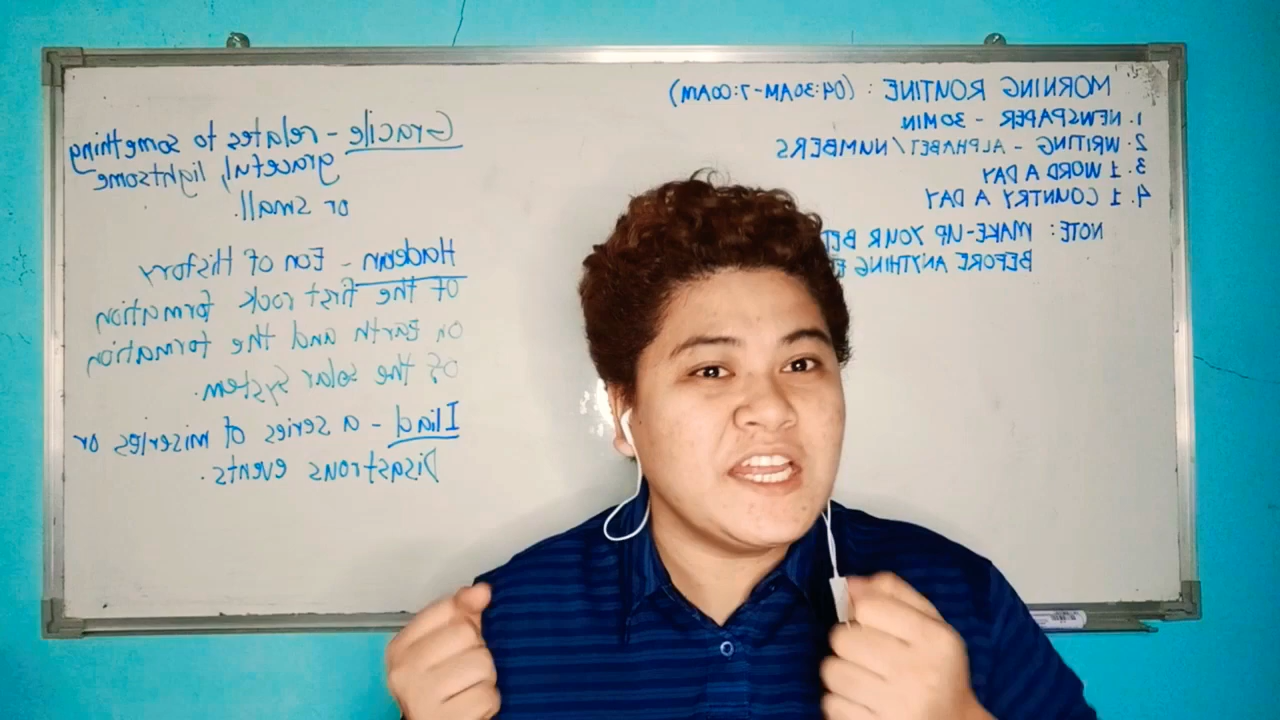 MORNING ROUTINE : (04:30AM-7:00AM)
1. NEWSPAPER - 30MIN
2. WRITING - ALPHABET/NUMBERS
3. 1 WORD A DAY
4. 1 COUNTRY A DAY
NOTE: MAKE-UP YOUR
BEFORE ANYTHING
Gracile - relates to something
graceful, lightsome
or small.
Hadean - Eon of History
of the first rock formation
on Earth and the formation
of the solar system.
Iliad - a series of miseries or
Disastrous events.